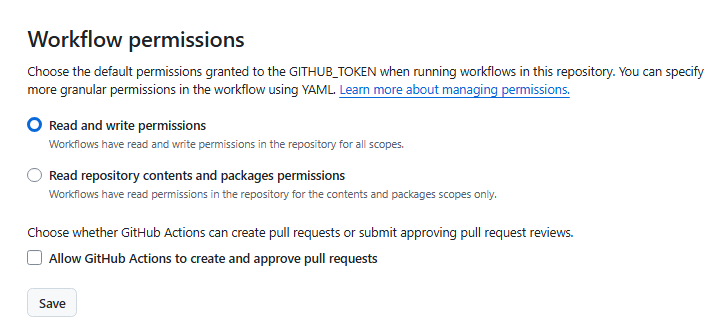 Workflow permissions
Choose the default permissions granted to the GITHUB_TOKEN when running workflows in this repository. You can specify
more granular permissions in the workflow using YAML. Learn more about managing permissions.
Read and write permissions
Workflows have read and write permissions in the repository for all scopes.
Read repository contents and packages permissions
Workflows have read permissions in the repository for the contents and packages scopes only.
Choose whether GitHub Actions can create pull requests or submit approving pull request reviews.
Allow GitHub Actions to create and approve pull requests
Save